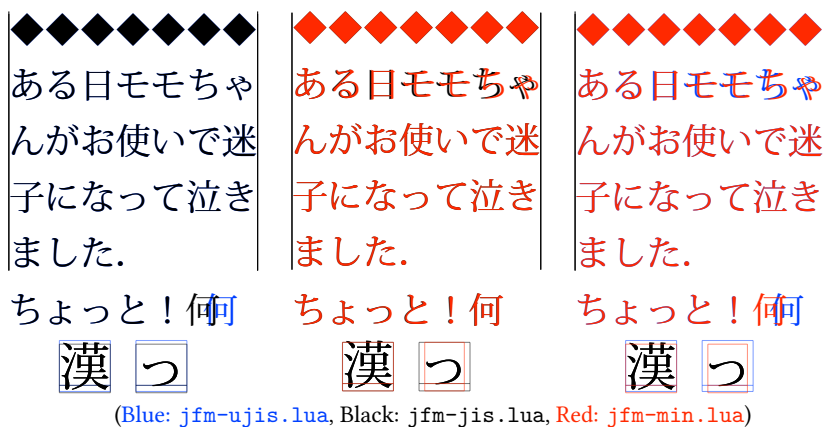 ◆◆◆◆◆◆◆
ある日モモちゃ
んがお使いで迷
子になって泣き
ました.
ちょっと！何
漢 っ
◆◆◆◆◆◆◆
ある日モモちゃ
んがお使いで迷
子になって泣き
ました.
ちょっと！何
漢 っ
◆◆◆◆◆◆◆
ある日モモちゃ
んがお使いで迷
子になって泣き
ました.
ちょっと！何
漢 っ
(Blue: jfm-ujis.lua, Black: jfm-jis.lua, Red: jfm-min.lua)